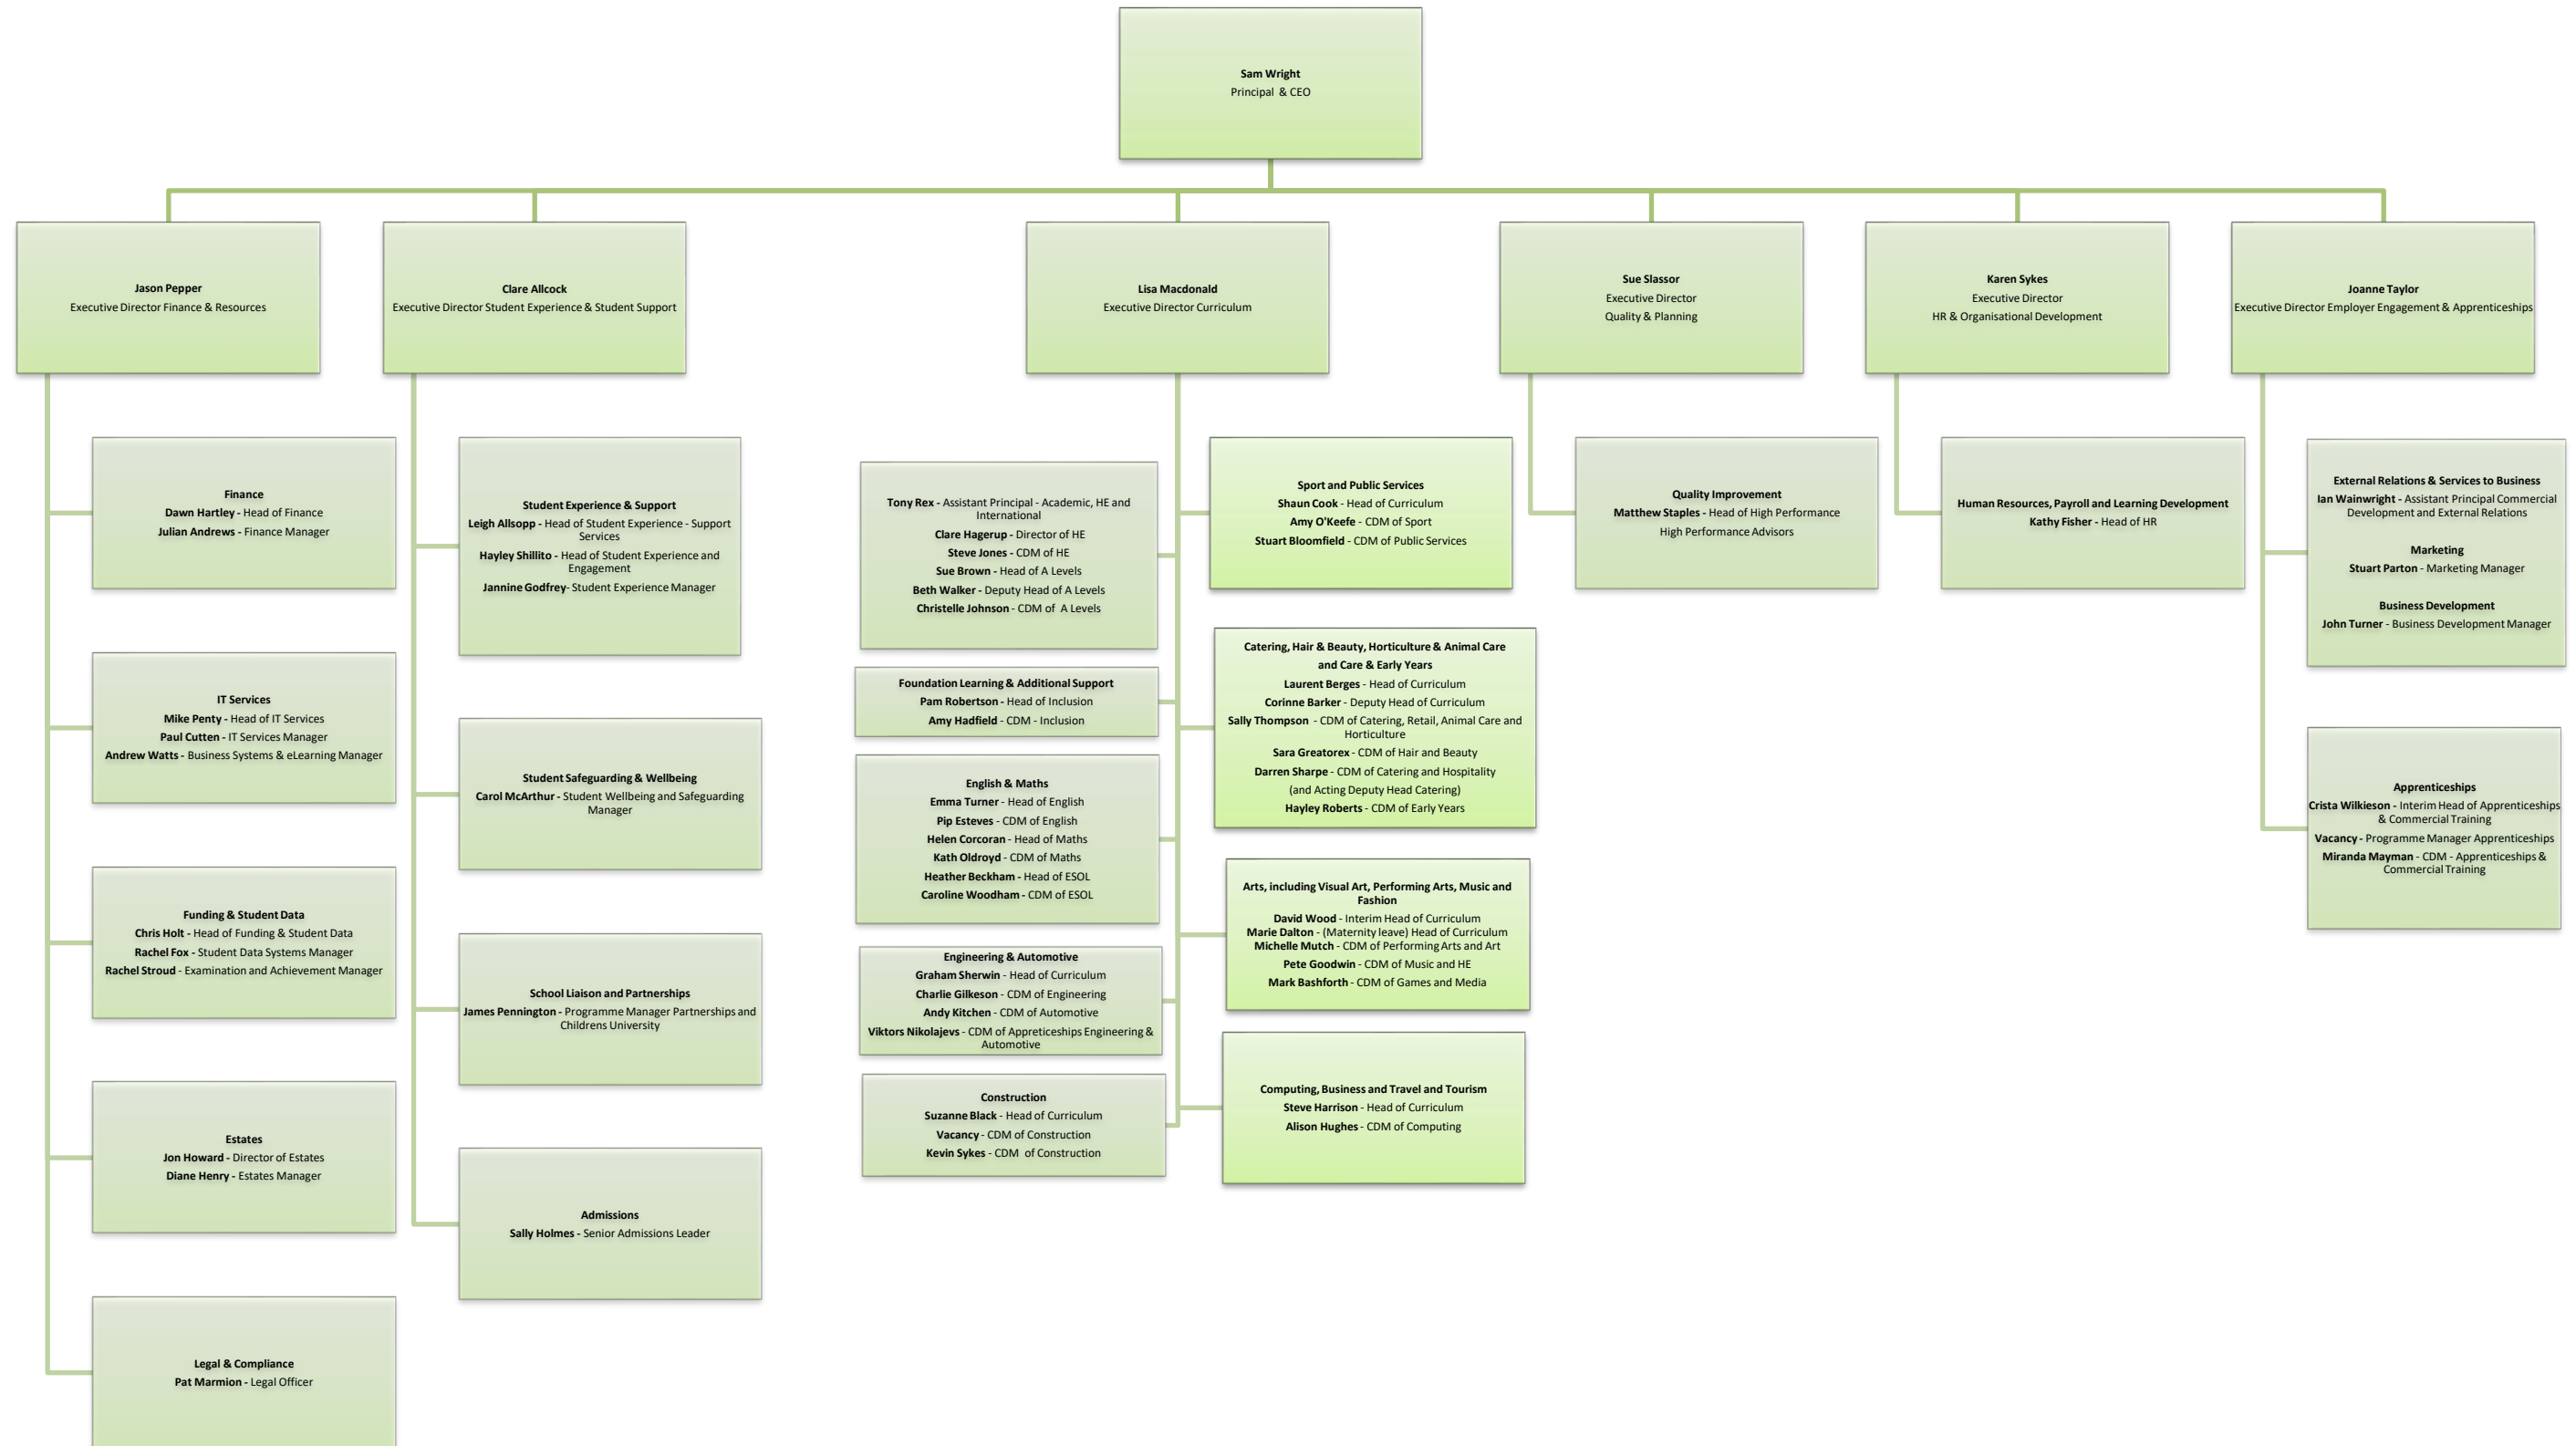 Sam Wright
Principal & CEO
Jason Pepper
Executive Director Finance & Resources
Clare Allcock
Executive Director Student Experience & Student Support
Lisa Macdonald
Executive Director Curriculum
Sue Slassor
Executive Director
Quality & Planning
Karen Sykes
Executive Director
HR & Organisational Development
Joanne Taylor
Executive Director Employer Engagement & Apprenticeships
Finance
Dawn Hartley - Head of Finance
Julian Andrews - Finance Manager
IT Services
Mike Penty - Head of IT Services
Paul Cutten - IT Services Manager
Andrew Watts - Business Systems & eLearning Manager
Funding & Student Data
Chris Holt - Head of Funding & Student Data
Rachel Fox - Student Data Systems Manager
Rachel Stroud - Examination and Achievement Manager
Estates
Jon Howard - Director of Estates
Diane Henry - Estates Manager
Legal & Compliance
Pat Marmion - Legal Officer
Student Experience & Support
Leigh Allsopp - Head of Student Experience - Support
Services
Hayley Shillito - Head of Student Experience and
Engagement
Jannine Godfrey- Student Experience Manager
Student Safeguarding & Wellbeing
Carol McArthur - Student Wellbeing and Safeguarding
Manager
School Liaison and Partnerships
James Pennington - Programme Manager Partnerships and
Childrens University
Admissions
Sally Holmes - Senior Admissions Leader
Tony Rex - Assistant Principal - Academic, HE and
International
Clare Hagerup - Director of HE
Steve Jones - CDM of HE
Sue Brown - Head of A Levels
Beth Walker - Deputy Head of A Levels
Christelle Johnson - CDM of A Levels
Foundation Learning & Additional Support
Pam Robertson - Head of Inclusion
Amy Hadfield - CDM - Inclusion
English & Maths
Emma Turner - Head of English
Pip Esteves - CDM of English
Helen Corcoran - Head of Maths
Kath Oldroyd - CDM of Maths
Heather Beckham - Head of ESOL
Caroline Woodham - CDM of ESOL
Engineering & Automotive
Graham Sherwin - Head of Curriculum
Charlie Gilkeson - CDM of Engineering
Andy Kitchen - CDM of Automotive
Viktors Nikolajevs - CDM of Appreticeships Engineering &
Automotive
Construction
Suzanne Black - Head of Curriculum
Vacancy - CDM of Construction
Kevin Sykes - CDM of Construction
Sport and Public Services
Shaun Cook - Head of Curriculum
Amy O'Keefe - CDM of Sport
Stuart Bloomfield - CDM of Public Services
Catering, Hair & Beauty, Horticulture & Animal Care
and Care & Early Years
Laurent Berges - Head of Curriculum
Corinne Barker - Deputy Head of Curriculum
Sally Thompson - CDM of Catering, Retail, Animal Care and
Horticulture
Sara Greatorex - CDM of Hair and Beauty
Darren Sharpe - CDM of Catering and Hospitality
(and Acting Deputy Head Catering)
Hayley Roberts - CDM of Early Years
Arts, including Visual Art, Performing Arts, Music and
Fashion
David Wood - Interim Head of Curriculum
Marie Dalton - (Maternity leave) Head of Curriculum
Michelle Mutch - CDM of Performing Arts and Art
Pete Goodwin - CDM of Music and HE
Mark Bashforth - CDM of Games and Media
Computing, Business and Travel and Tourism
Steve Harrison - Head of Curriculum
Alison Hughes - CDM of Computing
Quality Improvement
Matthew Staples - Head of High Performance
High Performance Advisors
Human Resources, Payroll and Learning Development
Kathy Fisher - Head of HR
External Relations & Services to Business
Ian Wainwright - Assistant Principal Commercial
Development and External Relations
Marketing
Stuart Parton - Marketing Manager
Business Development
John Turner - Business Development Manager
Apprenticeships
Crista Wilkieson - Interim Head of Apprenticeships
& Commercial Training
Vacancy - Programme Manager Apprenticeships
Miranda Mayman - CDM - Apprenticeships &
Commercial Training